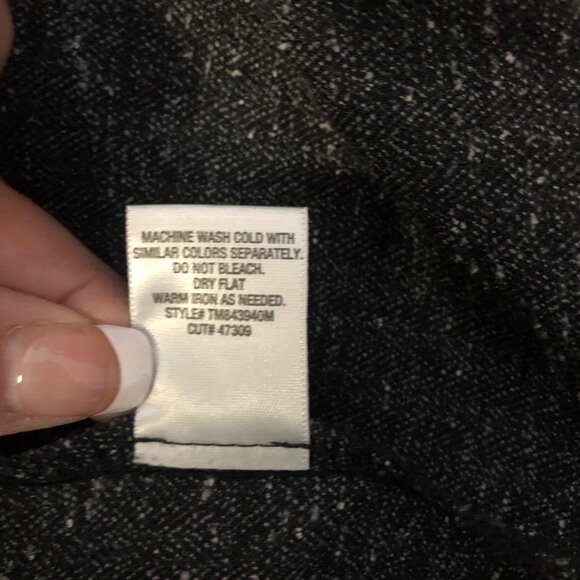 MACHINE WASH COLD WITH
SIMILAR COLORS SEPARATELY.
DO NOT BLEACH.
DRY FLAT
WARM IRON AS NEEDED.
STYLE# TM843940M
CUT# 47309